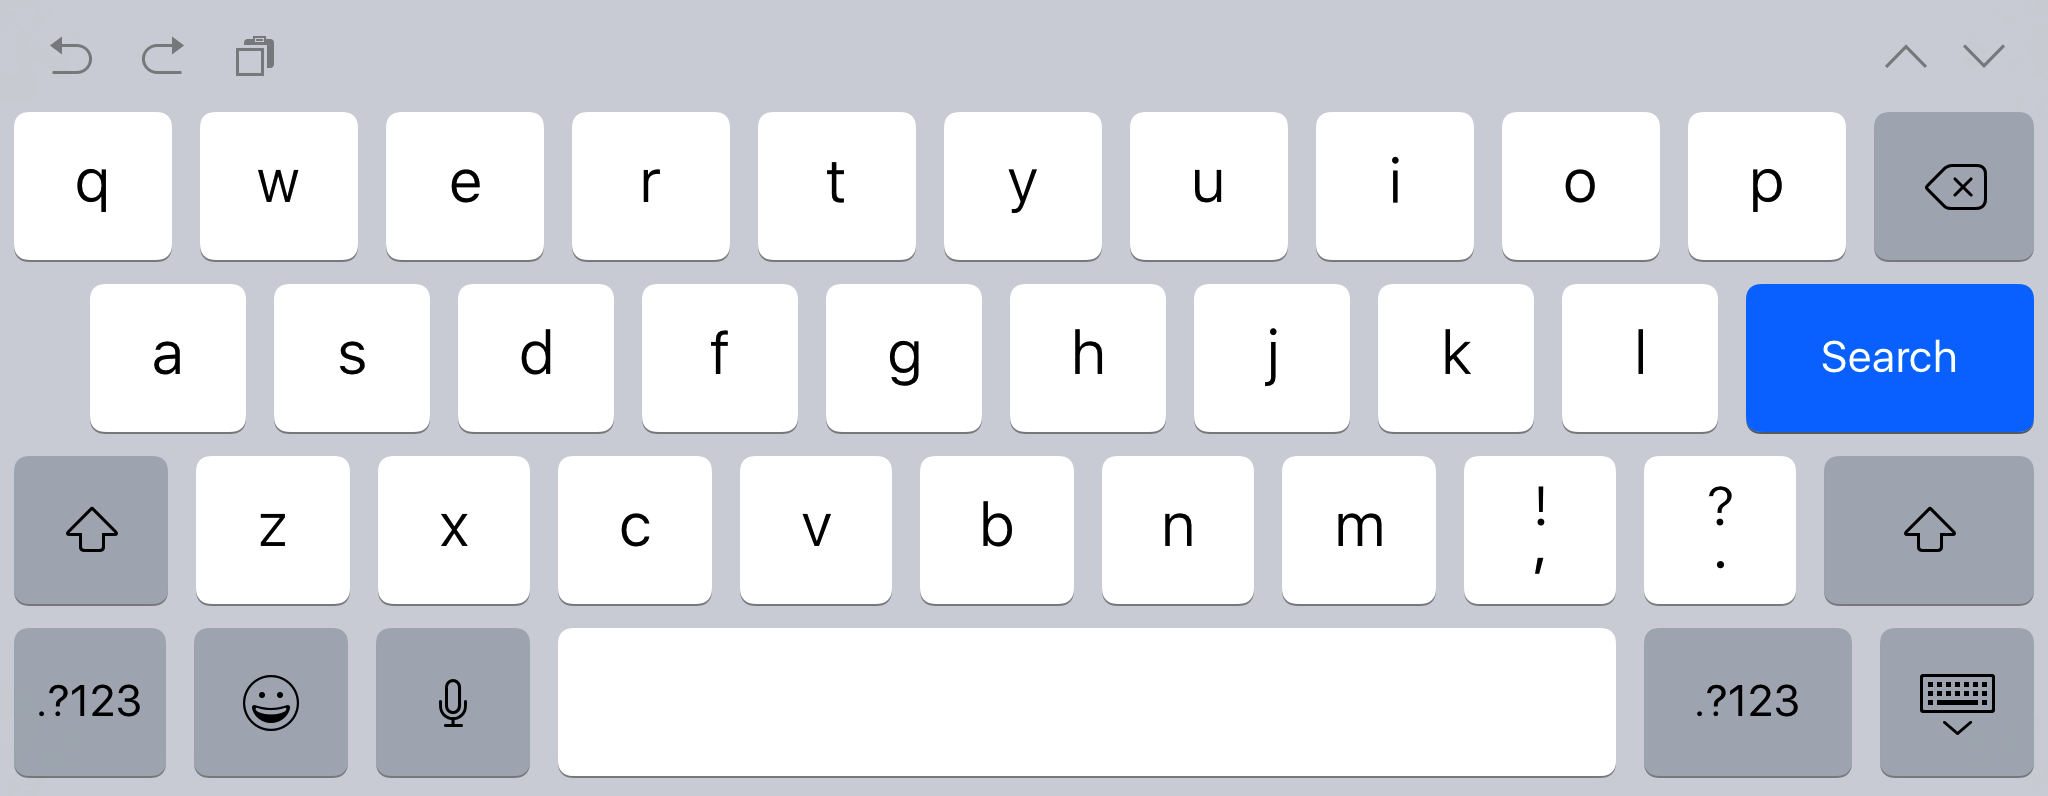 q w e r t y u i o p
a s d f g h j k l Search
z x c v b n m ! , ? .
.?123 .?123